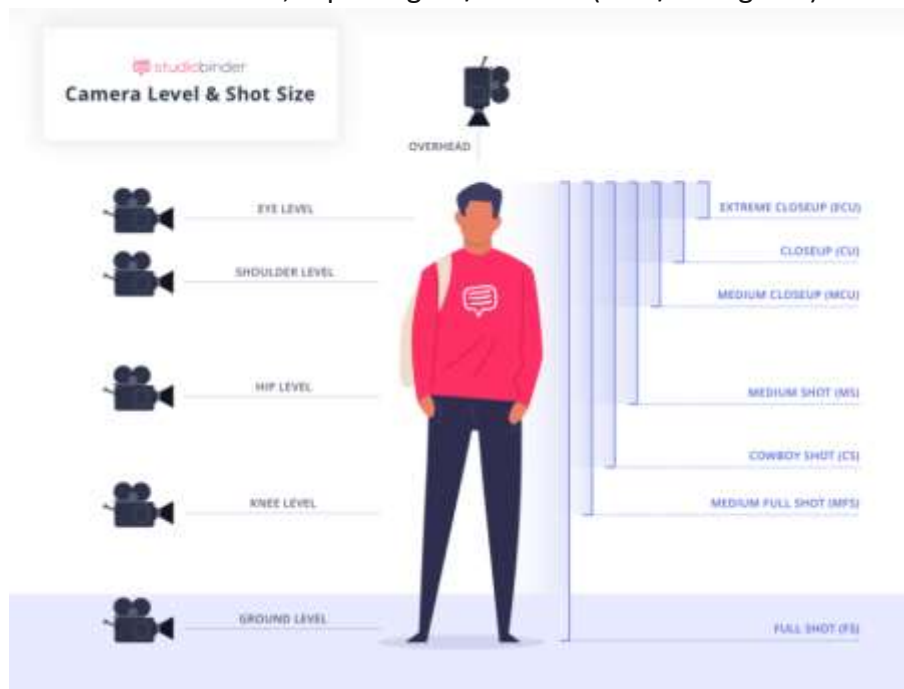 studiobinder
Camera Level & Shot Size
OVERHEAD
EYE LEVEL
SHOULDER LEVEL
HIP LEVEL
KNEE LEVEL
GROUND LEVEL
EXTREME CLOSEUP (ECU)
CLOSEUP (CU)
MEDIUM CLOSEUP (MCU)
MEDIUM SHOT (MS)
COWBOY SHOT (CS)
MEDIUM FULL SHOT (MFS)
FULL SHOT (FS)